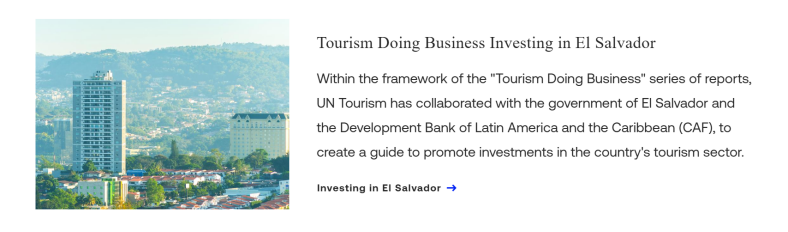 Tourism Doing Business Investing in El Salvador
Within the framework of the "Tourism Doing Business" series of reports,
UN Tourism has collaborated with the government of El Salvador and
the Development Bank of Latin America and the Caribbean (CAF), to
create a guide to promote investments in the country's tourism sector.
Investing in El Salvador →